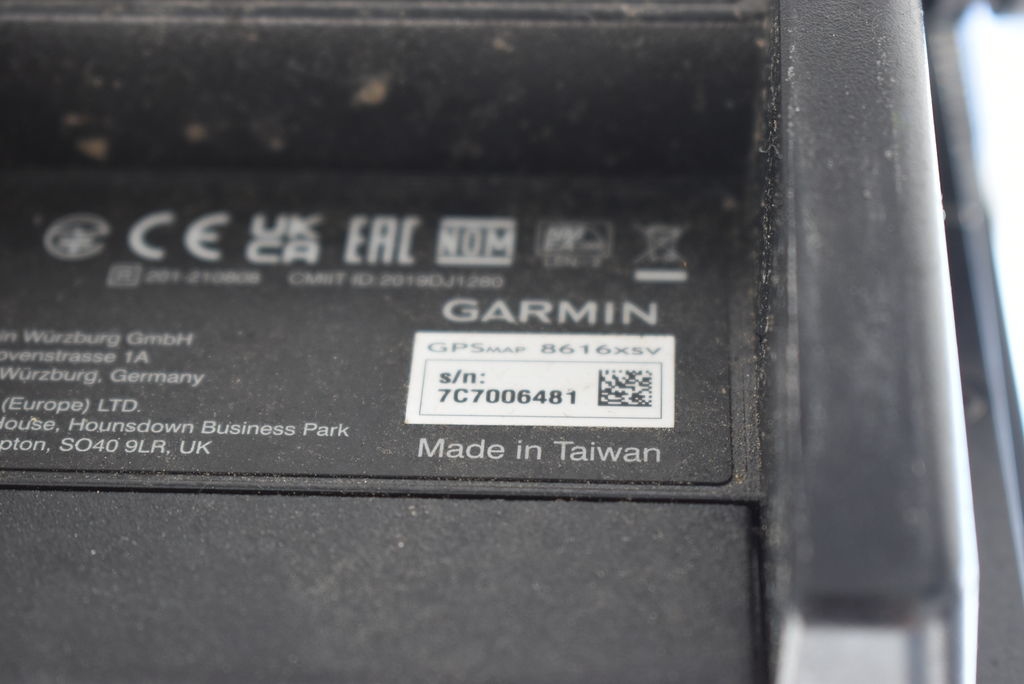 CE UK CA EAC NOM
201-210808 CMIIT ID: 2019DJ1280
GARMIN
GPSMAP 8616xsv
s/n:
7C7006481
Made in Taiwan
in Würzburg GmbH
ovenstrasse 1A
Würzburg, Germany
(Europe) LTD.
House, Hounsdown Business Park
pton, SO40 9LR, UK